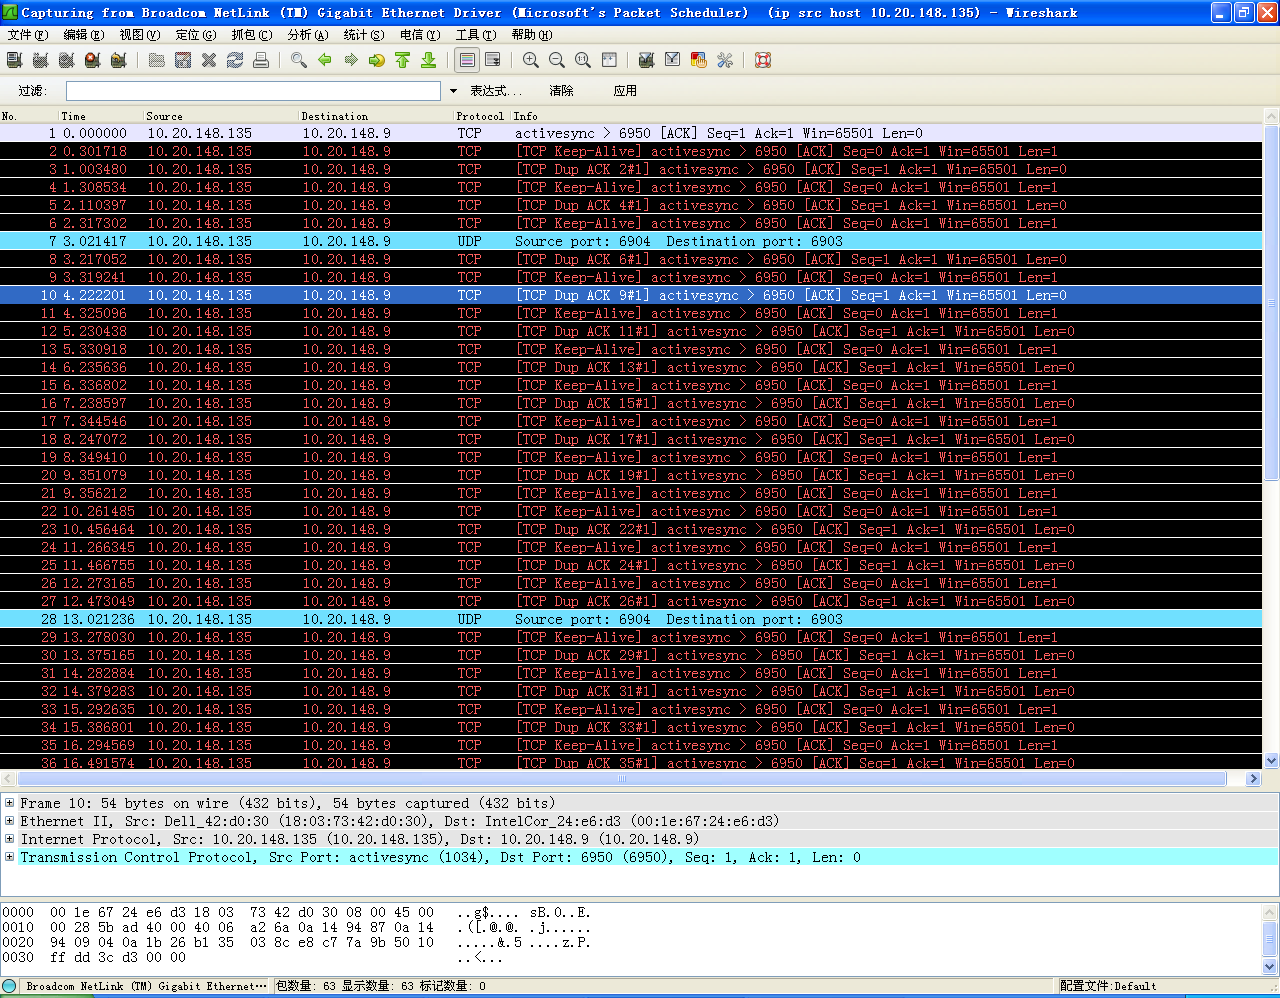 Capturing from Broadcom NetLink (TM) Gigabit Ethernet Driver (Microsoft's Packet Scheduler)  (ip src host 10.20.148.135) - Wireshark
文件(F) 编辑(E) 视图(V) 定位(G) 抓包(C) 分析(A) 统计(S) 电信(Y) 工具(T) 帮助(H)
过滤: 表达式... 清除 应用
No. Time Source Destination Protocol Info
1 0.000000 10.20.148.135 10.20.148.9 TCP activesync > 6950 [ACK] Seq=1 Ack=1 Win=65501 Len=0
2 0.301718 10.20.148.135 10.20.148.9 TCP [TCP Keep-Alive] activesync > 6950 [ACK] Seq=0 Ack=1 Win=65501 Len=1
3 1.003480 10.20.148.135 10.20.148.9 TCP [TCP Dup ACK 2#1] activesync > 6950 [ACK] Seq=1 Ack=1 Win=65501 Len=0
4 1.308534 10.20.148.135 10.20.148.9 TCP [TCP Keep-Alive] activesync > 6950 [ACK] Seq=0 Ack=1 Win=65501 Len=1
5 2.110397 10.20.148.135 10.20.148.9 TCP [TCP Dup ACK 4#1] activesync > 6950 [ACK] Seq=1 Ack=1 Win=65501 Len=0
6 2.317302 10.20.148.135 10.20.148.9 TCP [TCP Keep-Alive] activesync > 6950 [ACK] Seq=0 Ack=1 Win=65501 Len=1
7 3.021417 10.20.148.135 10.20.148.9 UDP Source port: 6904  Destination port: 6903
8 3.217052 10.20.148.135 10.20.148.9 TCP [TCP Dup ACK 6#1] activesync > 6950 [ACK] Seq=1 Ack=1 Win=65501 Len=0
9 3.319241 10.20.148.135 10.20.148.9 TCP [TCP Keep-Alive] activesync > 6950 [ACK] Seq=0 Ack=1 Win=65501 Len=1
10 4.222201 10.20.148.135 10.20.148.9 TCP [TCP Dup ACK 9#1] activesync > 6950 [ACK] Seq=1 Ack=1 Win=65501 Len=0
11 4.325096 10.20.148.135 10.20.148.9 TCP [TCP Keep-Alive] activesync > 6950 [ACK] Seq=0 Ack=1 Win=65501 Len=1
12 5.230438 10.20.148.135 10.20.148.9 TCP [TCP Dup ACK 11#1] activesync > 6950 [ACK] Seq=1 Ack=1 Win=65501 Len=0
13 5.330918 10.20.148.135 10.20.148.9 TCP [TCP Keep-Alive] activesync > 6950 [ACK] Seq=0 Ack=1 Win=65501 Len=1
14 6.235636 10.20.148.135 10.20.148.9 TCP [TCP Dup ACK 13#1] activesync > 6950 [ACK] Seq=1 Ack=1 Win=65501 Len=0
15 6.336802 10.20.148.135 10.20.148.9 TCP [TCP Keep-Alive] activesync > 6950 [ACK] Seq=0 Ack=1 Win=65501 Len=1
16 7.238597 10.20.148.135 10.20.148.9 TCP [TCP Dup ACK 15#1] activesync > 6950 [ACK] Seq=1 Ack=1 Win=65501 Len=0
17 7.344546 10.20.148.135 10.20.148.9 TCP [TCP Keep-Alive] activesync > 6950 [ACK] Seq=0 Ack=1 Win=65501 Len=1
18 8.247072 10.20.148.135 10.20.148.9 TCP [TCP Dup ACK 17#1] activesync > 6950 [ACK] Seq=1 Ack=1 Win=65501 Len=0
19 8.349410 10.20.148.135 10.20.148.9 TCP [TCP Keep-Alive] activesync > 6950 [ACK] Seq=0 Ack=1 Win=65501 Len=1
20 9.351079 10.20.148.135 10.20.148.9 TCP [TCP Dup ACK 19#1] activesync > 6950 [ACK] Seq=1 Ack=1 Win=65501 Len=0
21 9.356212 10.20.148.135 10.20.148.9 TCP [TCP Keep-Alive] activesync > 6950 [ACK] Seq=0 Ack=1 Win=65501 Len=1
22 10.261485 10.20.148.135 10.20.148.9 TCP [TCP Keep-Alive] activesync > 6950 [ACK] Seq=0 Ack=1 Win=65501 Len=1
23 10.456464 10.20.148.135 10.20.148.9 TCP [TCP Dup ACK 22#1] activesync > 6950 [ACK] Seq=1 Ack=1 Win=65501 Len=0
24 11.266345 10.20.148.135 10.20.148.9 TCP [TCP Keep-Alive] activesync > 6950 [ACK] Seq=0 Ack=1 Win=65501 Len=1
25 11.466755 10.20.148.135 10.20.148.9 TCP [TCP Dup ACK 24#1] activesync > 6950 [ACK] Seq=1 Ack=1 Win=65501 Len=0
26 12.273165 10.20.148.135 10.20.148.9 TCP [TCP Keep-Alive] activesync > 6950 [ACK] Seq=0 Ack=1 Win=65501 Len=1
27 12.473049 10.20.148.135 10.20.148.9 TCP [TCP Dup ACK 26#1] activesync > 6950 [ACK] Seq=1 Ack=1 Win=65501 Len=0
28 13.021236 10.20.148.135 10.20.148.9 UDP Source port: 6904  Destination port: 6903
29 13.278030 10.20.148.135 10.20.148.9 TCP [TCP Keep-Alive] activesync > 6950 [ACK] Seq=0 Ack=1 Win=65501 Len=1
30 13.375165 10.20.148.135 10.20.148.9 TCP [TCP Dup ACK 29#1] activesync > 6950 [ACK] Seq=1 Ack=1 Win=65501 Len=0
31 14.282884 10.20.148.135 10.20.148.9 TCP [TCP Keep-Alive] activesync > 6950 [ACK] Seq=0 Ack=1 Win=65501 Len=1
32 14.379283 10.20.148.135 10.20.148.9 TCP [TCP Dup ACK 31#1] activesync > 6950 [ACK] Seq=1 Ack=1 Win=65501 Len=0
33 15.292635 10.20.148.135 10.20.148.9 TCP [TCP Keep-Alive] activesync > 6950 [ACK] Seq=0 Ack=1 Win=65501 Len=1
34 15.386801 10.20.148.135 10.20.148.9 TCP [TCP Dup ACK 33#1] activesync > 6950 [ACK] Seq=1 Ack=1 Win=65501 Len=0
35 16.294569 10.20.148.135 10.20.148.9 TCP [TCP Keep-Alive] activesync > 6950 [ACK] Seq=0 Ack=1 Win=65501 Len=1
36 16.491574 10.20.148.135 10.20.148.9 TCP [TCP Dup ACK 35#1] activesync > 6950 [ACK] Seq=1 Ack=1 Win=65501 Len=0
Frame 10: 54 bytes on wire (432 bits), 54 bytes captured (432 bits)
Ethernet II, Src: Dell_42:d0:30 (18:03:73:42:d0:30), Dst: IntelCor_24:e6:d3 (00:1e:67:24:e6:d3)
Internet Protocol, Src: 10.20.148.135 (10.20.148.135), Dst: 10.20.148.9 (10.20.148.9)
Transmission Control Protocol, Src Port: activesync (1034), Dst Port: 6950 (6950), Seq: 1, Ack: 1, Len: 0
0000  00 1e 67 24 e6 d3 18 03  73 42 d0 30 08 00 45 00   ..g$.... sB.0..E.
0010  00 28 5b ad 40 00 40 06  a2 6a 0a 14 94 87 0a 14   .([.@.@. .j......
0020  94 09 04 0a 1b 26 b1 35  03 8c e8 c7 7a 9b 50 10   .....&.5 ....z.P.
0030  ff dd 3c d3 00 00   ..<...
Broadcom NetLink (TM) Gigabit Ethernet… 包数量: 63 显示数量: 63 标记数量: 0 配置文件:Default